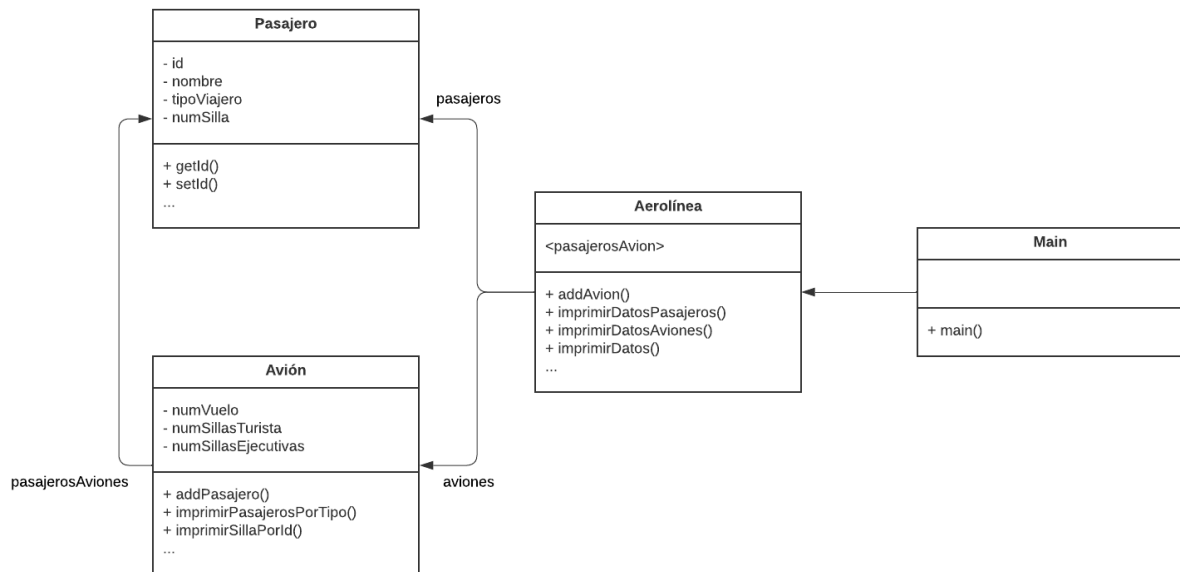 Pasajero
- id
- nombre
- tipoViajero
- numSilla
+ getId()
+ setId()
...
pasajeros
Aerolínea
<pasajerosAvion>
+ addAvion()
+ imprimirDatosPasajeros()
+ imprimirDatosAviones()
+ imprimirDatos()
...
Main
+ main()
Avión
- numVuelo
- numSillasTurista
- numSillasEjecutivas
+ addPasajero()
+ imprimirPasajerosPorTipo()
+ imprimirSillaPorId()
...
pasajerosAviones
aviones